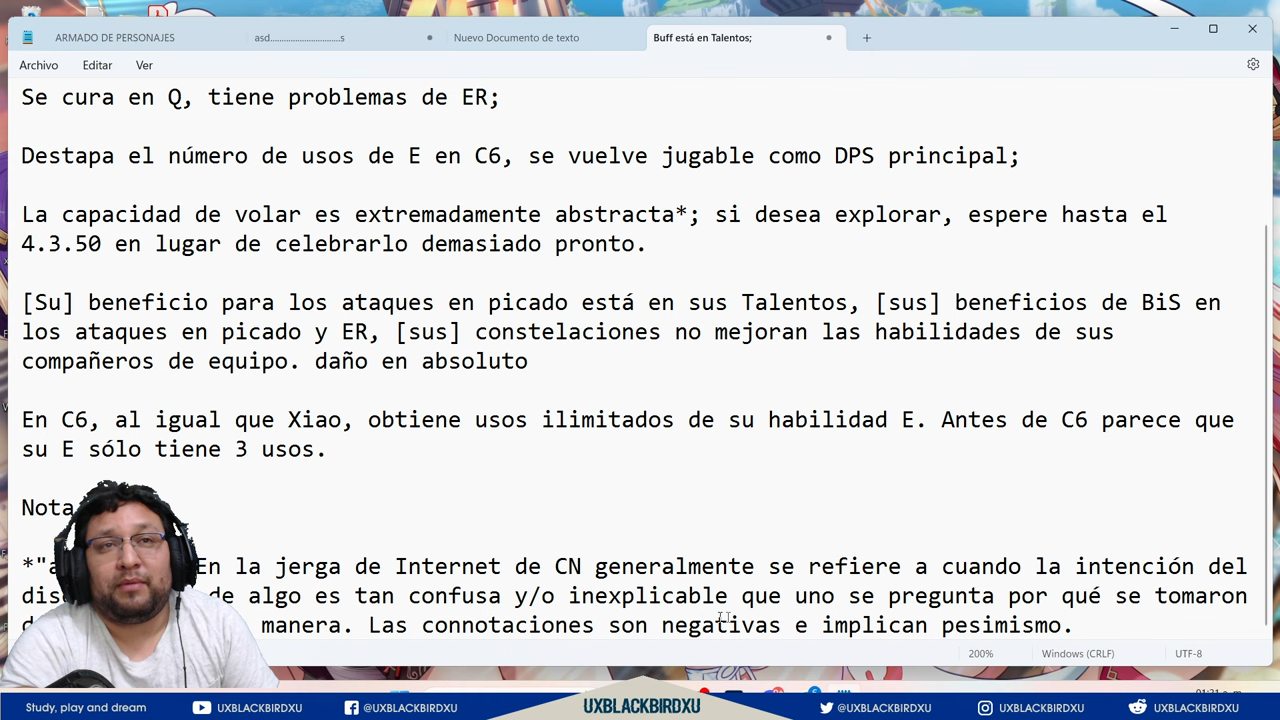 ARMADO DE PERSONAJES
asd..............................s
Nuevo Documento de texto
Buff está en Talentos;
Archivo
Editar
Ver
Se cura en Q, tiene problemas de ER;
Destapa el número de usos de E en C6, se vuelve jugable como DPS principal;
La capacidad de volar es extremadamente abstracta*; si desea explorar, espere hasta el
4.3.50 en lugar de celebrarlo demasiado pronto.
[Su] beneficio para los ataques en picado está en sus Talentos, [sus] beneficios de BiS en
los ataques en picado y ER, [sus] constelaciones no mejoran las habilidades de sus
compañeros de equipo. daño en absoluto
En C6, al igual que Xiao, obtiene usos ilimitados de su habilidad E. Antes de C6 parece que
su E sólo tiene 3 usos.
Nota
*"a En la jerga de Internet de CN generalmente se refiere a cuando la intención del
de algo es tan confusa y/o inexplicable que uno se pregunta por qué se tomaron
manera. Las connotaciones son negativas e implican pesimismo.
200%
Windows (CRLF)
UTF-8
Study, play and dream
UXBLACKBIRDXU
@UXBLACKBIRDXU
UXBLACKBIRDXU
@UXBLACKBIRDXU
UXBLACKBIRDXU
UXBLACKBIRDXU